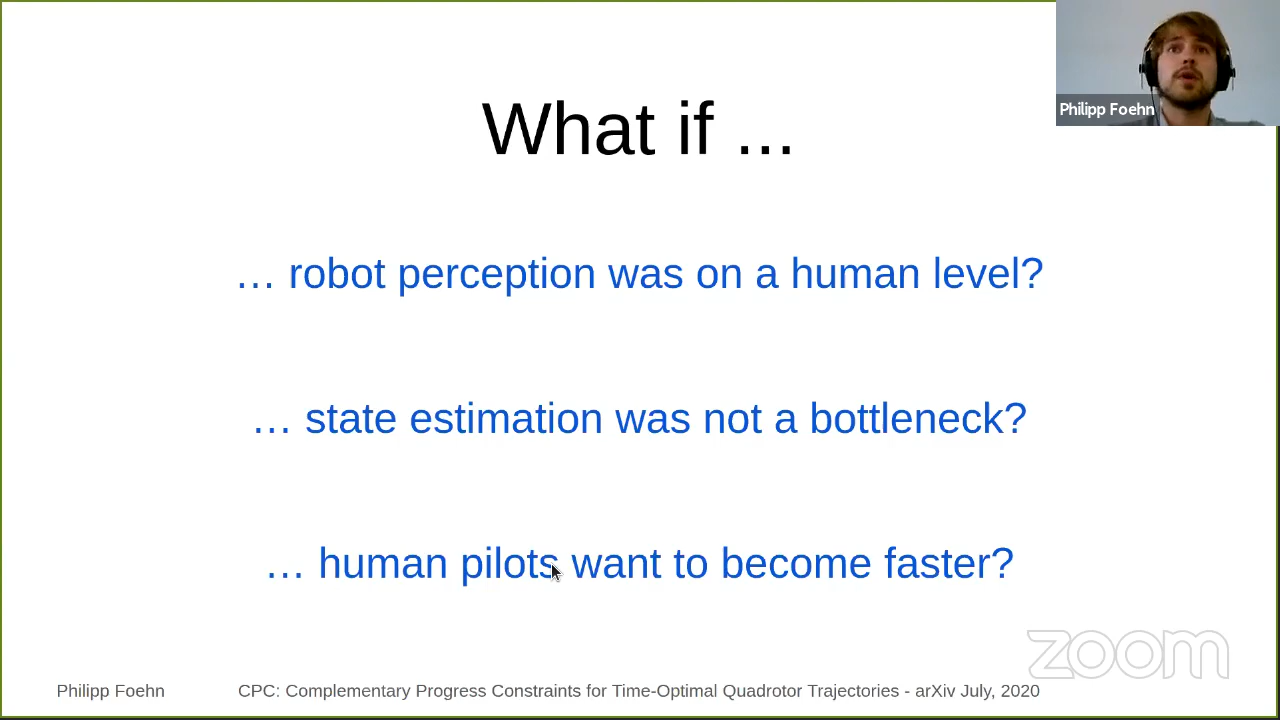 Philipp Foehn
What if ...
… robot perception was on a human level?
… state estimation was not a bottleneck?
… human pilots want to become faster?
zoom
Philipp Foehn
CPC: Complementary Progress Constraints for Time-Optimal Quadrotor Trajectories - arXiv July, 2020